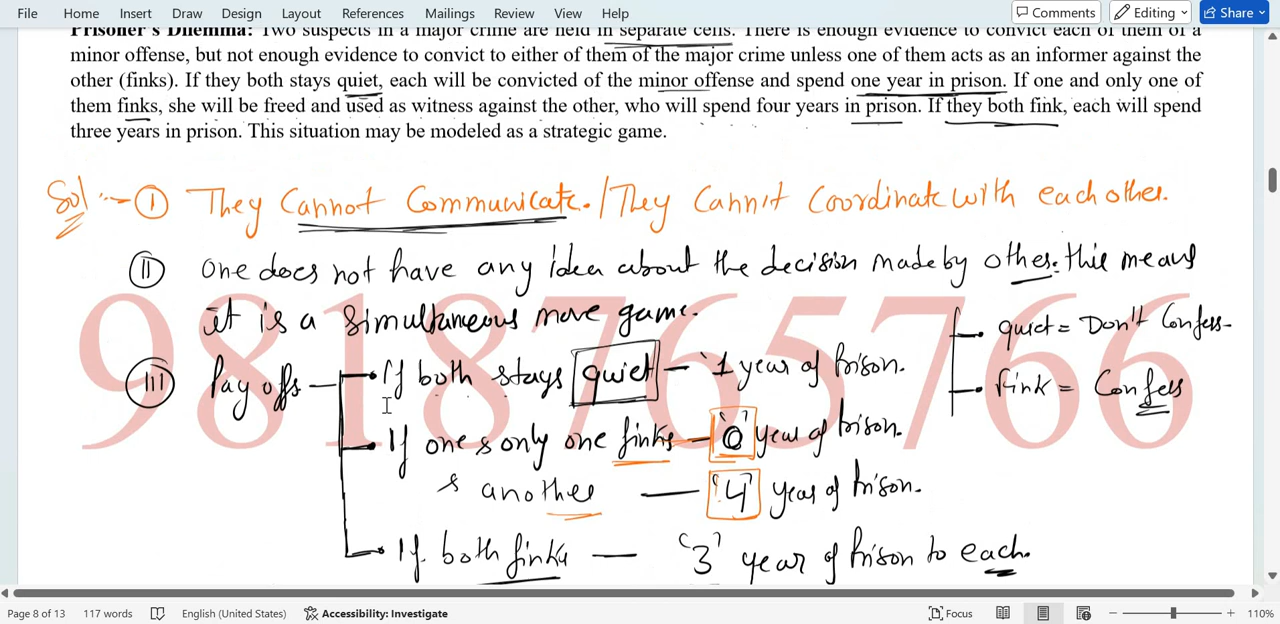 File Home Insert Draw Design Layout References Mailings Review View Help Comments Editing Share
Prisoner's Dilemma: Two suspects in a major crime are held in separate cells. There is enough evidence to convict each of them of a
minor offense, but not enough evidence to convict to either of them of the major crime unless one of them acts as an informer against the
other (finks). If they both stays quiet, each will be convicted of the minor offense and spend one year in prison. If one and only one of
them finks, she will be freed and used as witness against the other, who will spend four years in prison. If they both fink, each will spend
three years in prison. This situation may be modeled as a strategic game.
Sol :- ① They Cannot Communicate. / They Cannot Coordinate with each other.
Ⓘⓘ One does not have any idea about the decision made by other. this means
it is a simultaneous move game.
9818765766
quiet = Don't Confess
(III) Pay offs - If both stays quiet - '1 year of Prison.
fink = Confess
If one & only one finks - '0' year of Prison.
& another - '4' year of Prison.
If both finks - '3' year of Prison to each.
Page 8 of 13 117 words English (United States) Accessibility: Investigate Focus 110%